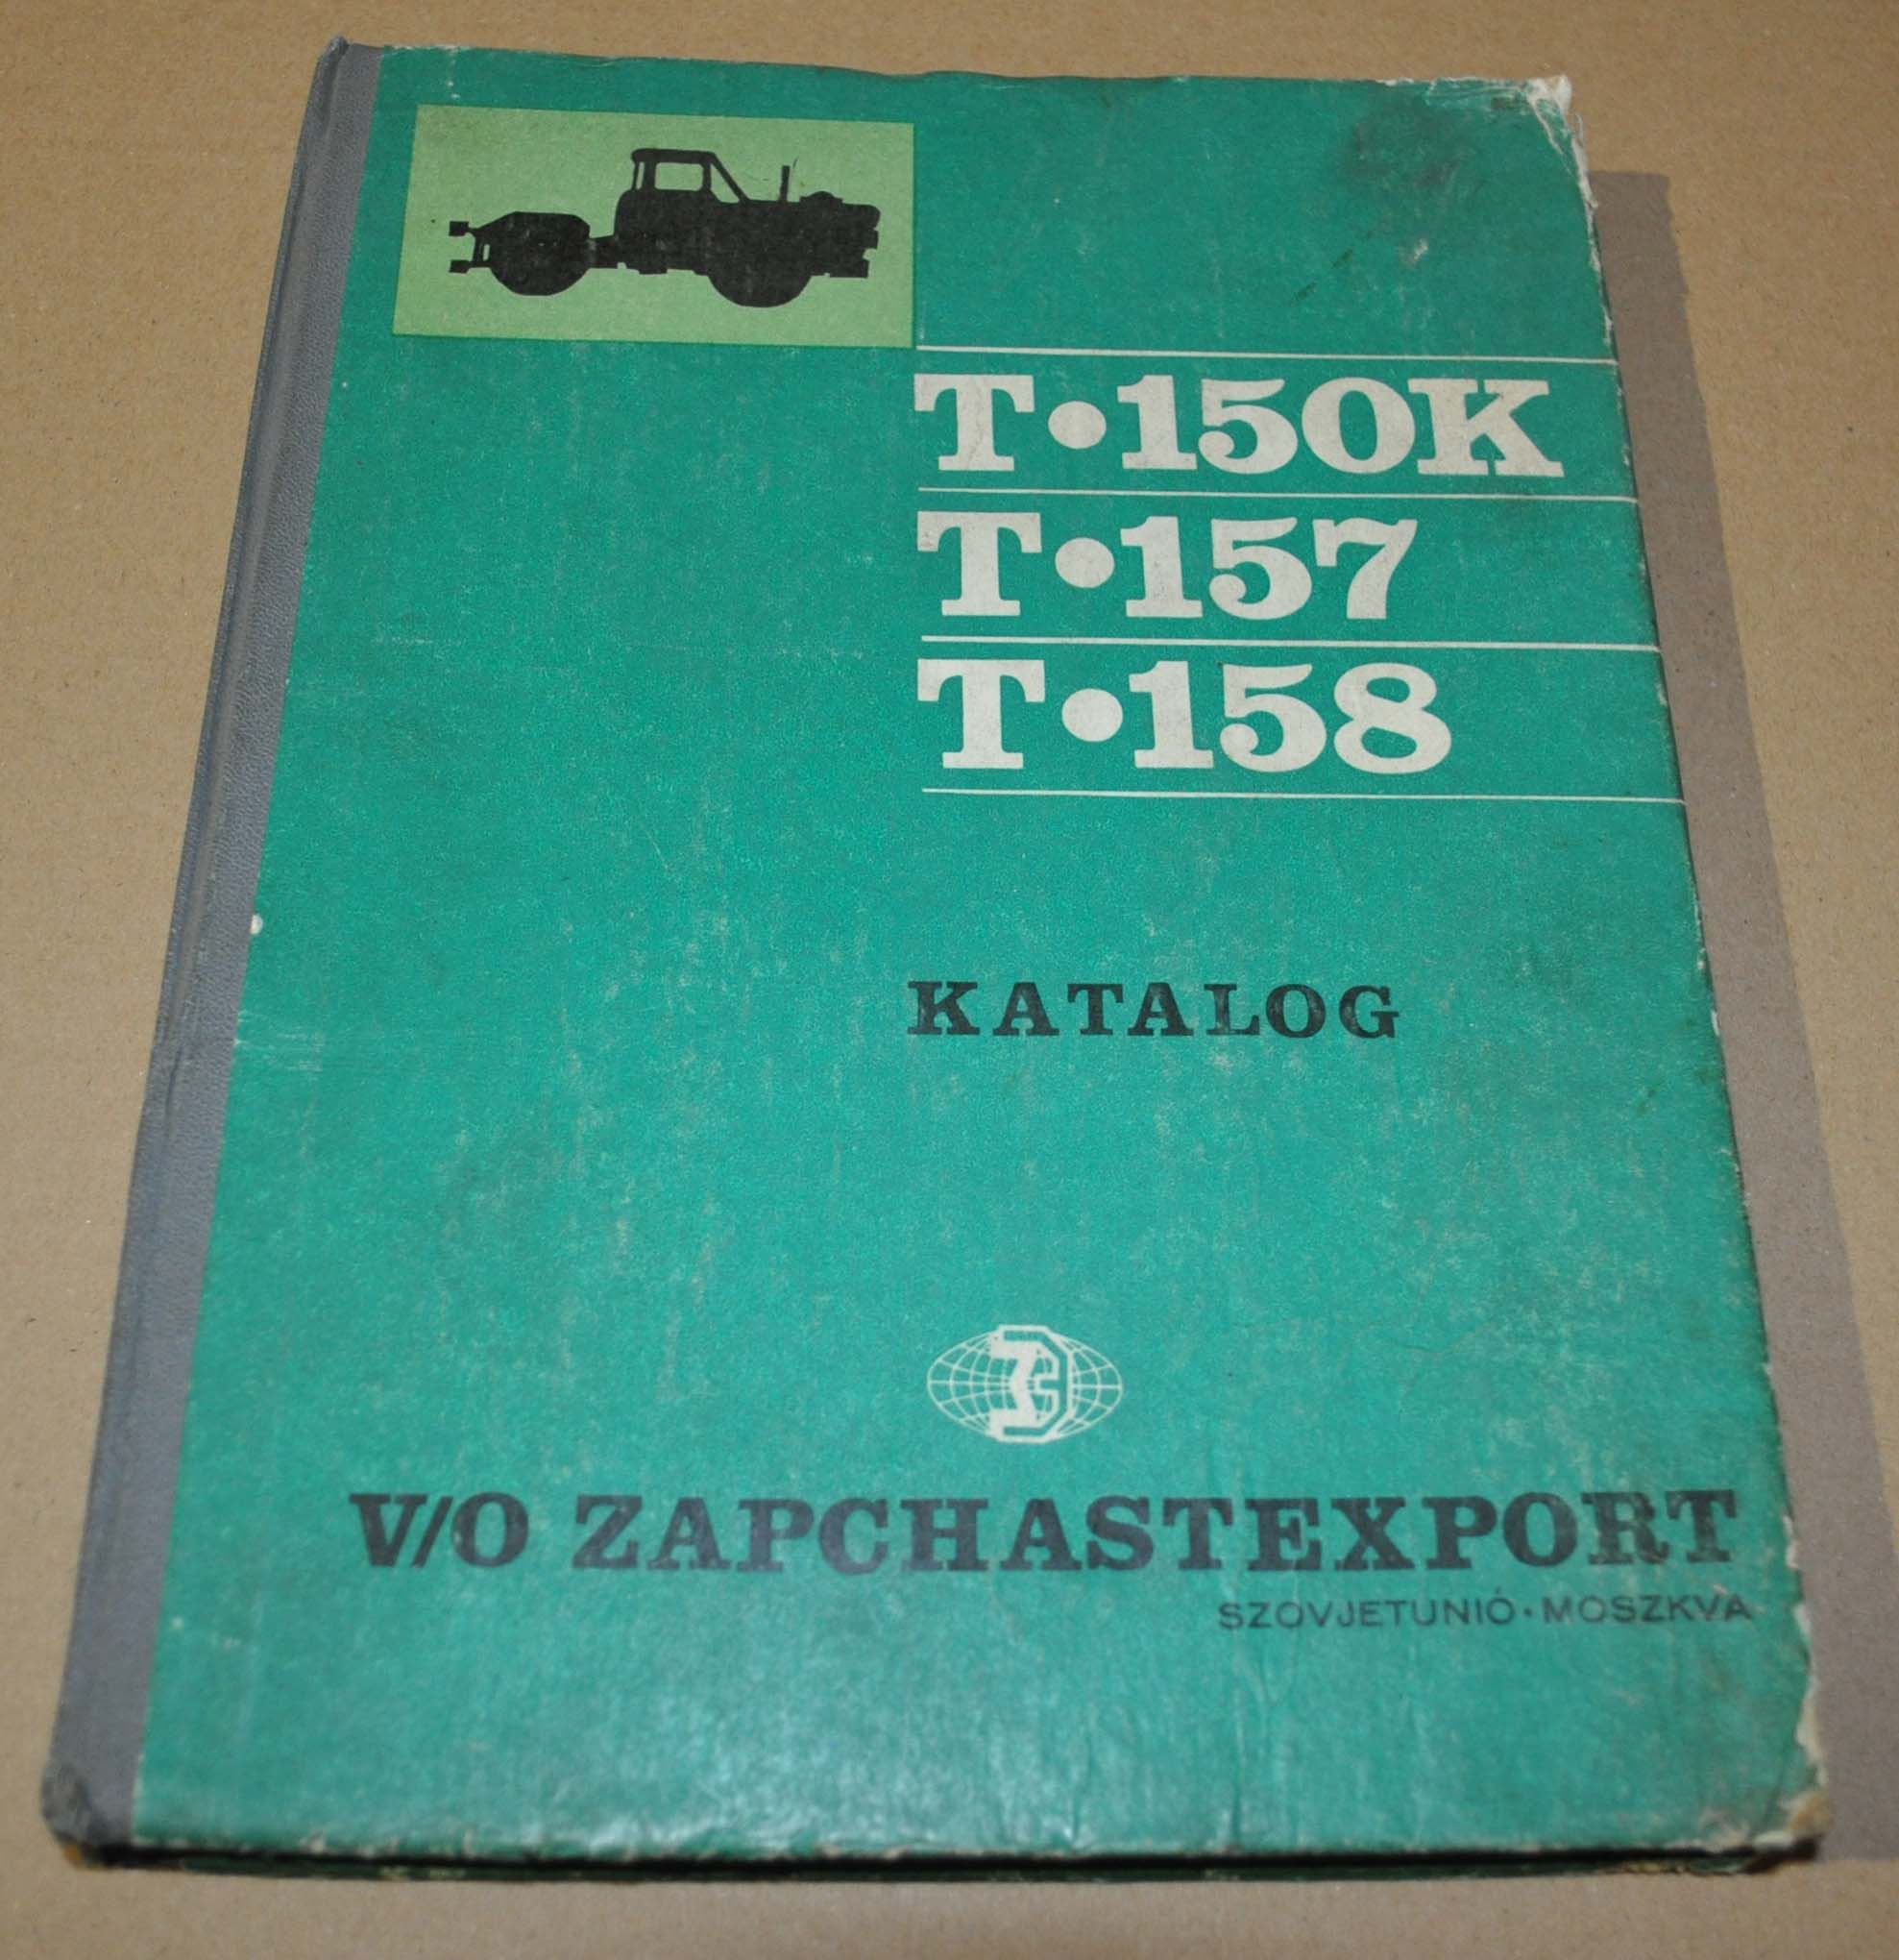 T•150K
T•157
T•158
KATALOG
V/O ZAPCHASTEXPORT
SZOVJETUNIÓ•MOSZKVA